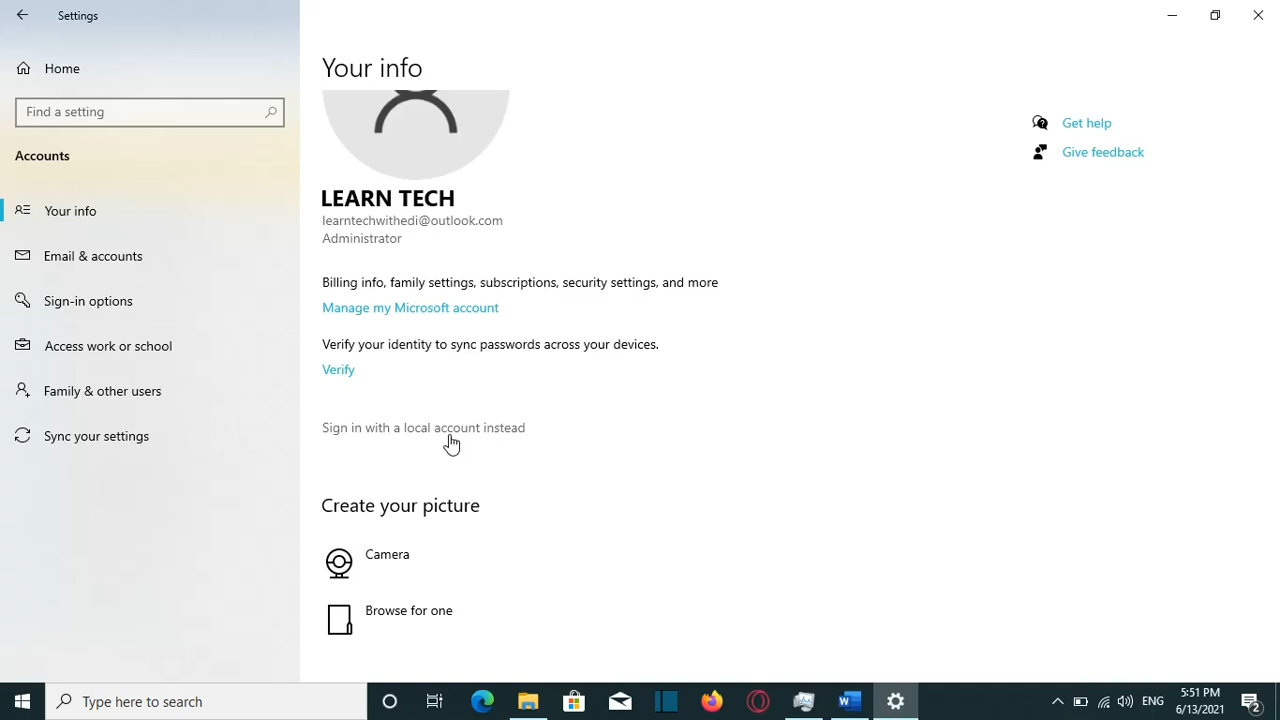 Settings
Home
Find a setting
Accounts
Your info
Email & accounts
Sign-in options
Access work or school
Family & other users
Sync your settings
Your info
LEARN TECH
learntechwithedi@outlook.com
Administrator
Billing info, family settings, subscriptions, security settings, and more
Manage my Microsoft account
Verify your identity to sync passwords across your devices.
Verify
Sign in with a local account instead
Create your picture
Camera
Browse for one
Get help
Give feedback
Type here to search
W
ENG
5:51 PM
6/13/2021
2